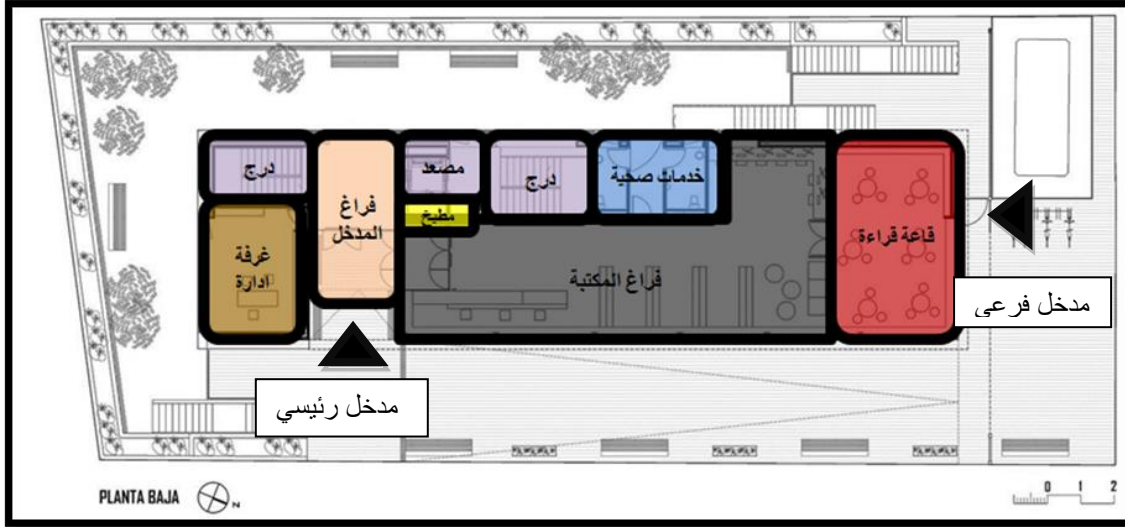 درج
فراغ
المدخل
مصعد
درج
خدمات صحية
مطبخ
قاعة قراءة
غرفة
ادارة
فراغ المكتبة
مدخل فرعي
مدخل رئيسي
PLANTA BAJA
N
0 1 2